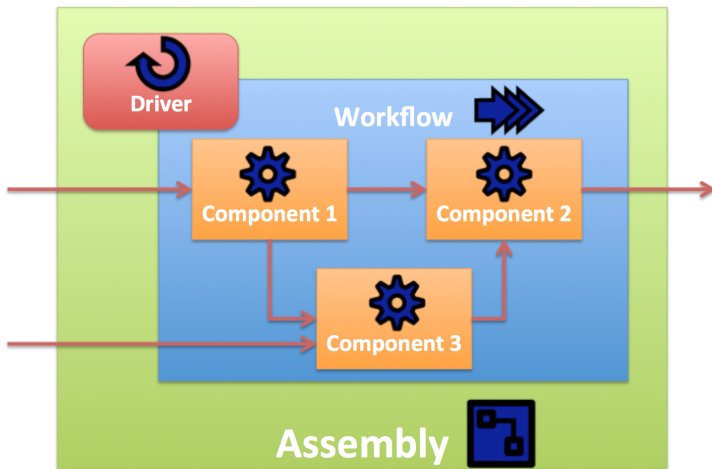 Driver
Workflow
Component 1
Component 2
Component 3
Assembly